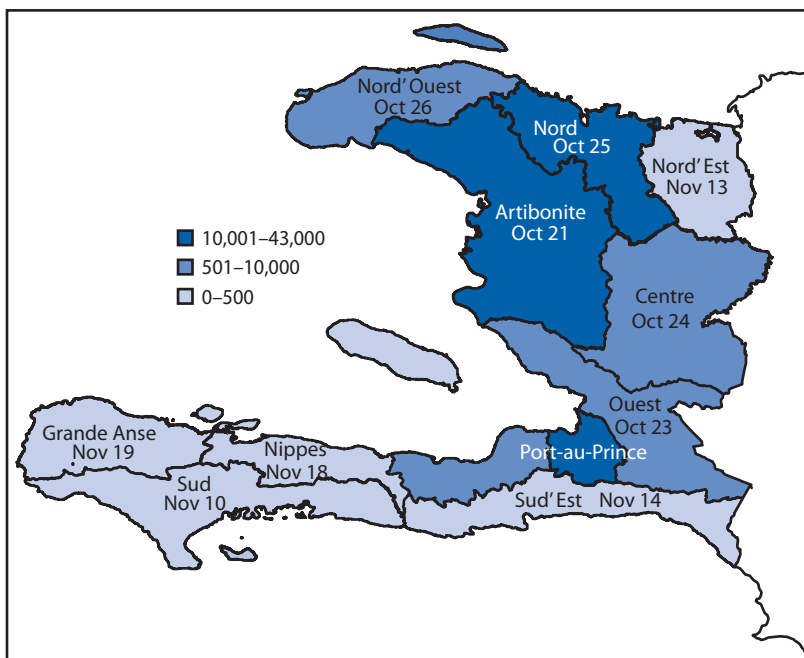 Nord'Ouest
Oct 26
Nord
Oct 25
Nord'Est
Nov 13
Artibonite
Oct 21
10,001–43,000
501–10,000
0–500
Centre
Oct 24
Ouest
Oct 23
Grande Anse
Nov 19
Nippes
Nov 18
Port-au-Prince
Sud
Nov 10
Sud'Est Nov 14